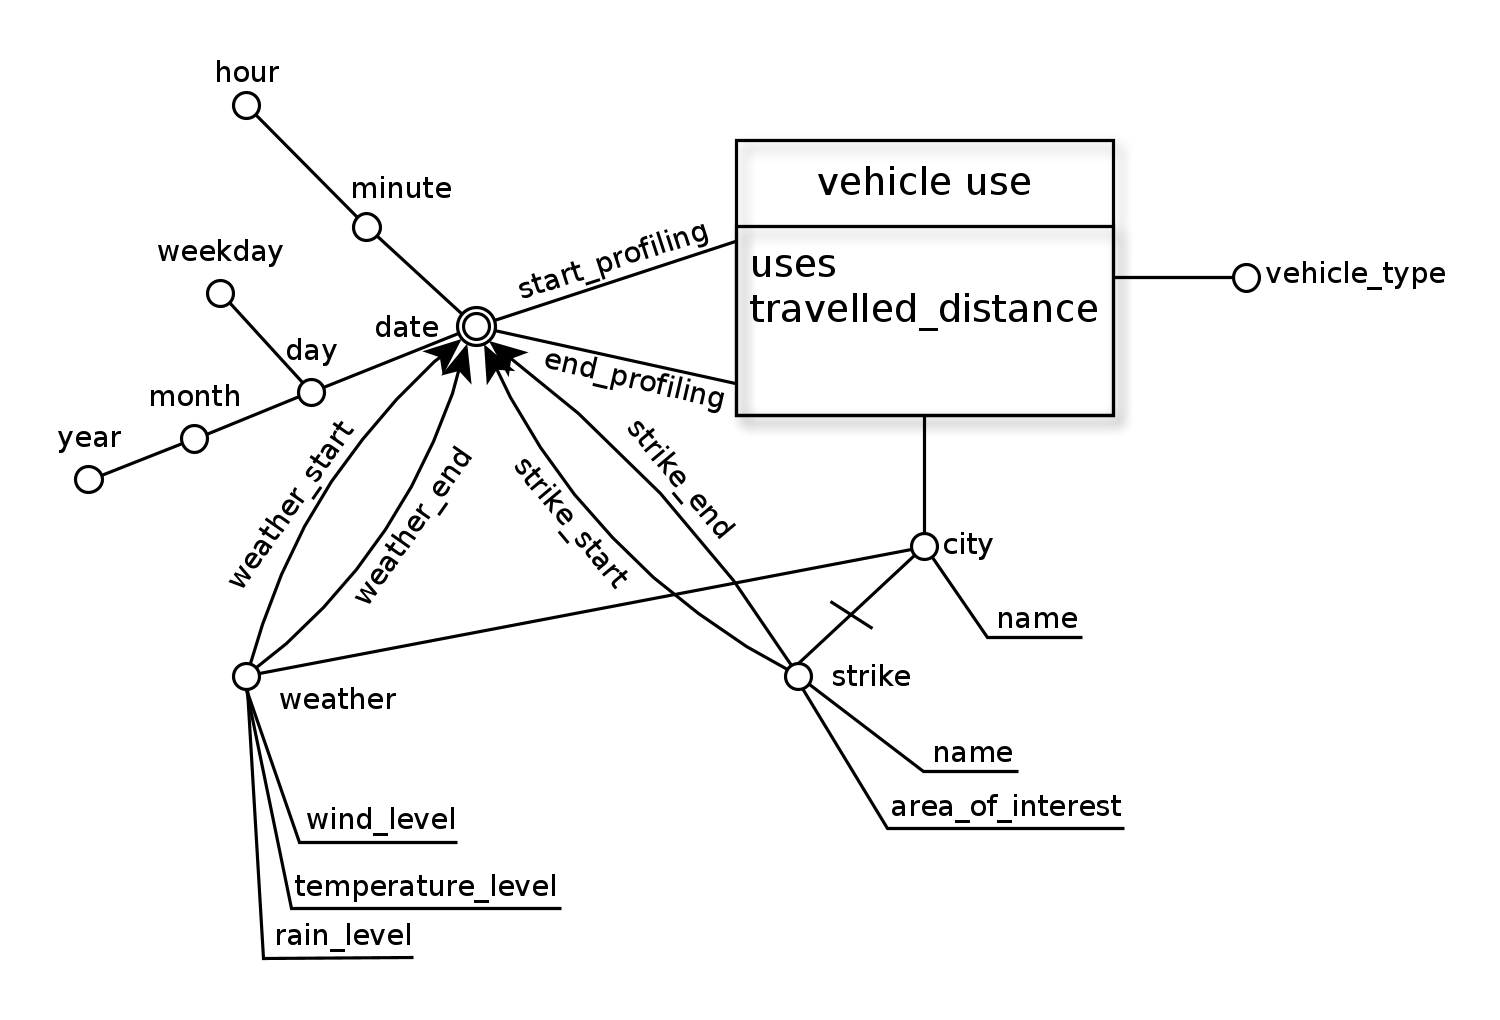 hour
minute
weekday
vehicle use
start_profiling
uses
vehicle_type
travelled_distance
date
day
end_profiling
month
year
weather_start
weather_end
strike_start
strike_end
city
name
strike
weather
name
area_of_interest
wind_level
temperature_level
rain_level